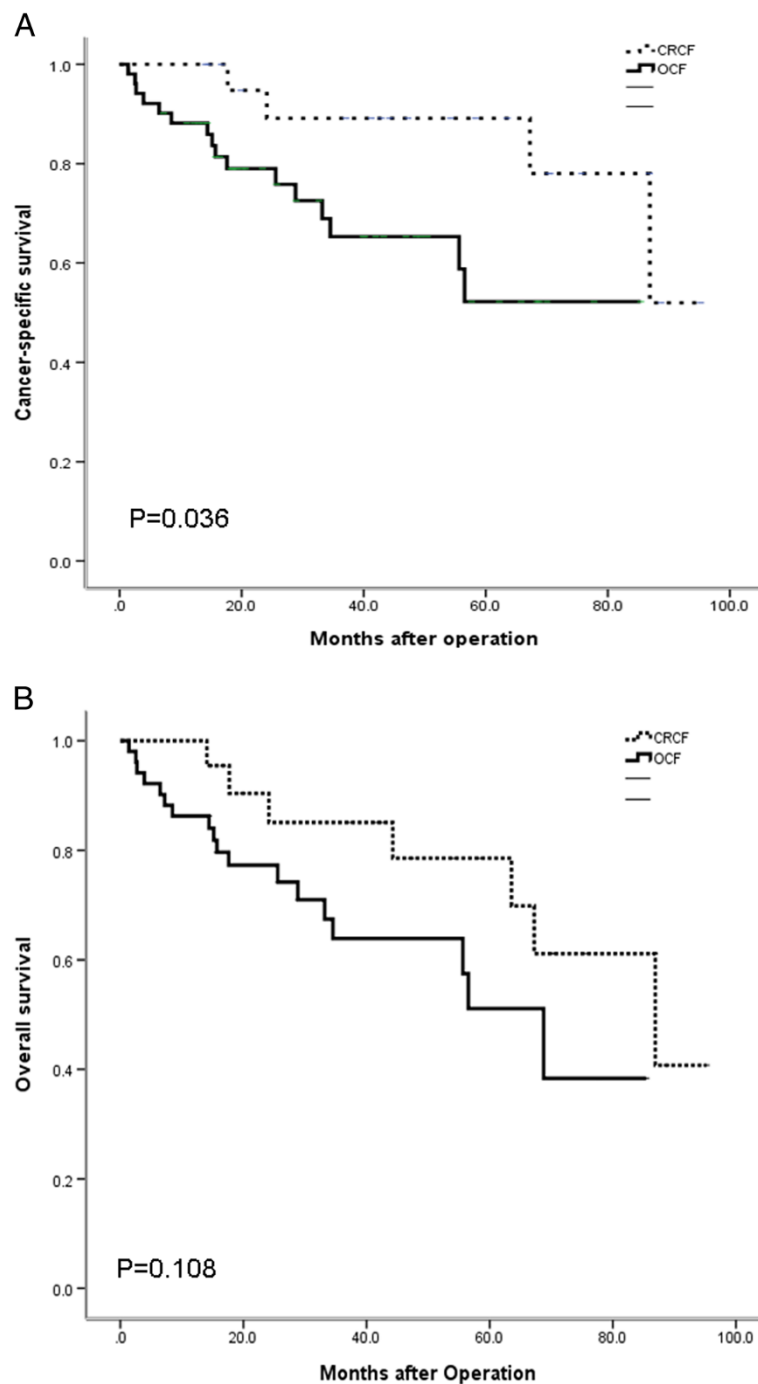 A
CRCF
OCF
1.0
0.8
0.6
0.4
0.2
0.0
Cancer-specific survival
P=0.036
.0 20.0 40.0 60.0 80.0 100.0
Months after operation
B
CRCF
OCF
1.0
0.8
0.6
0.4
0.2
0.0
Overall survival
P=0.108
.0 20.0 40.0 60.0 80.0 100.0
Months after Operation